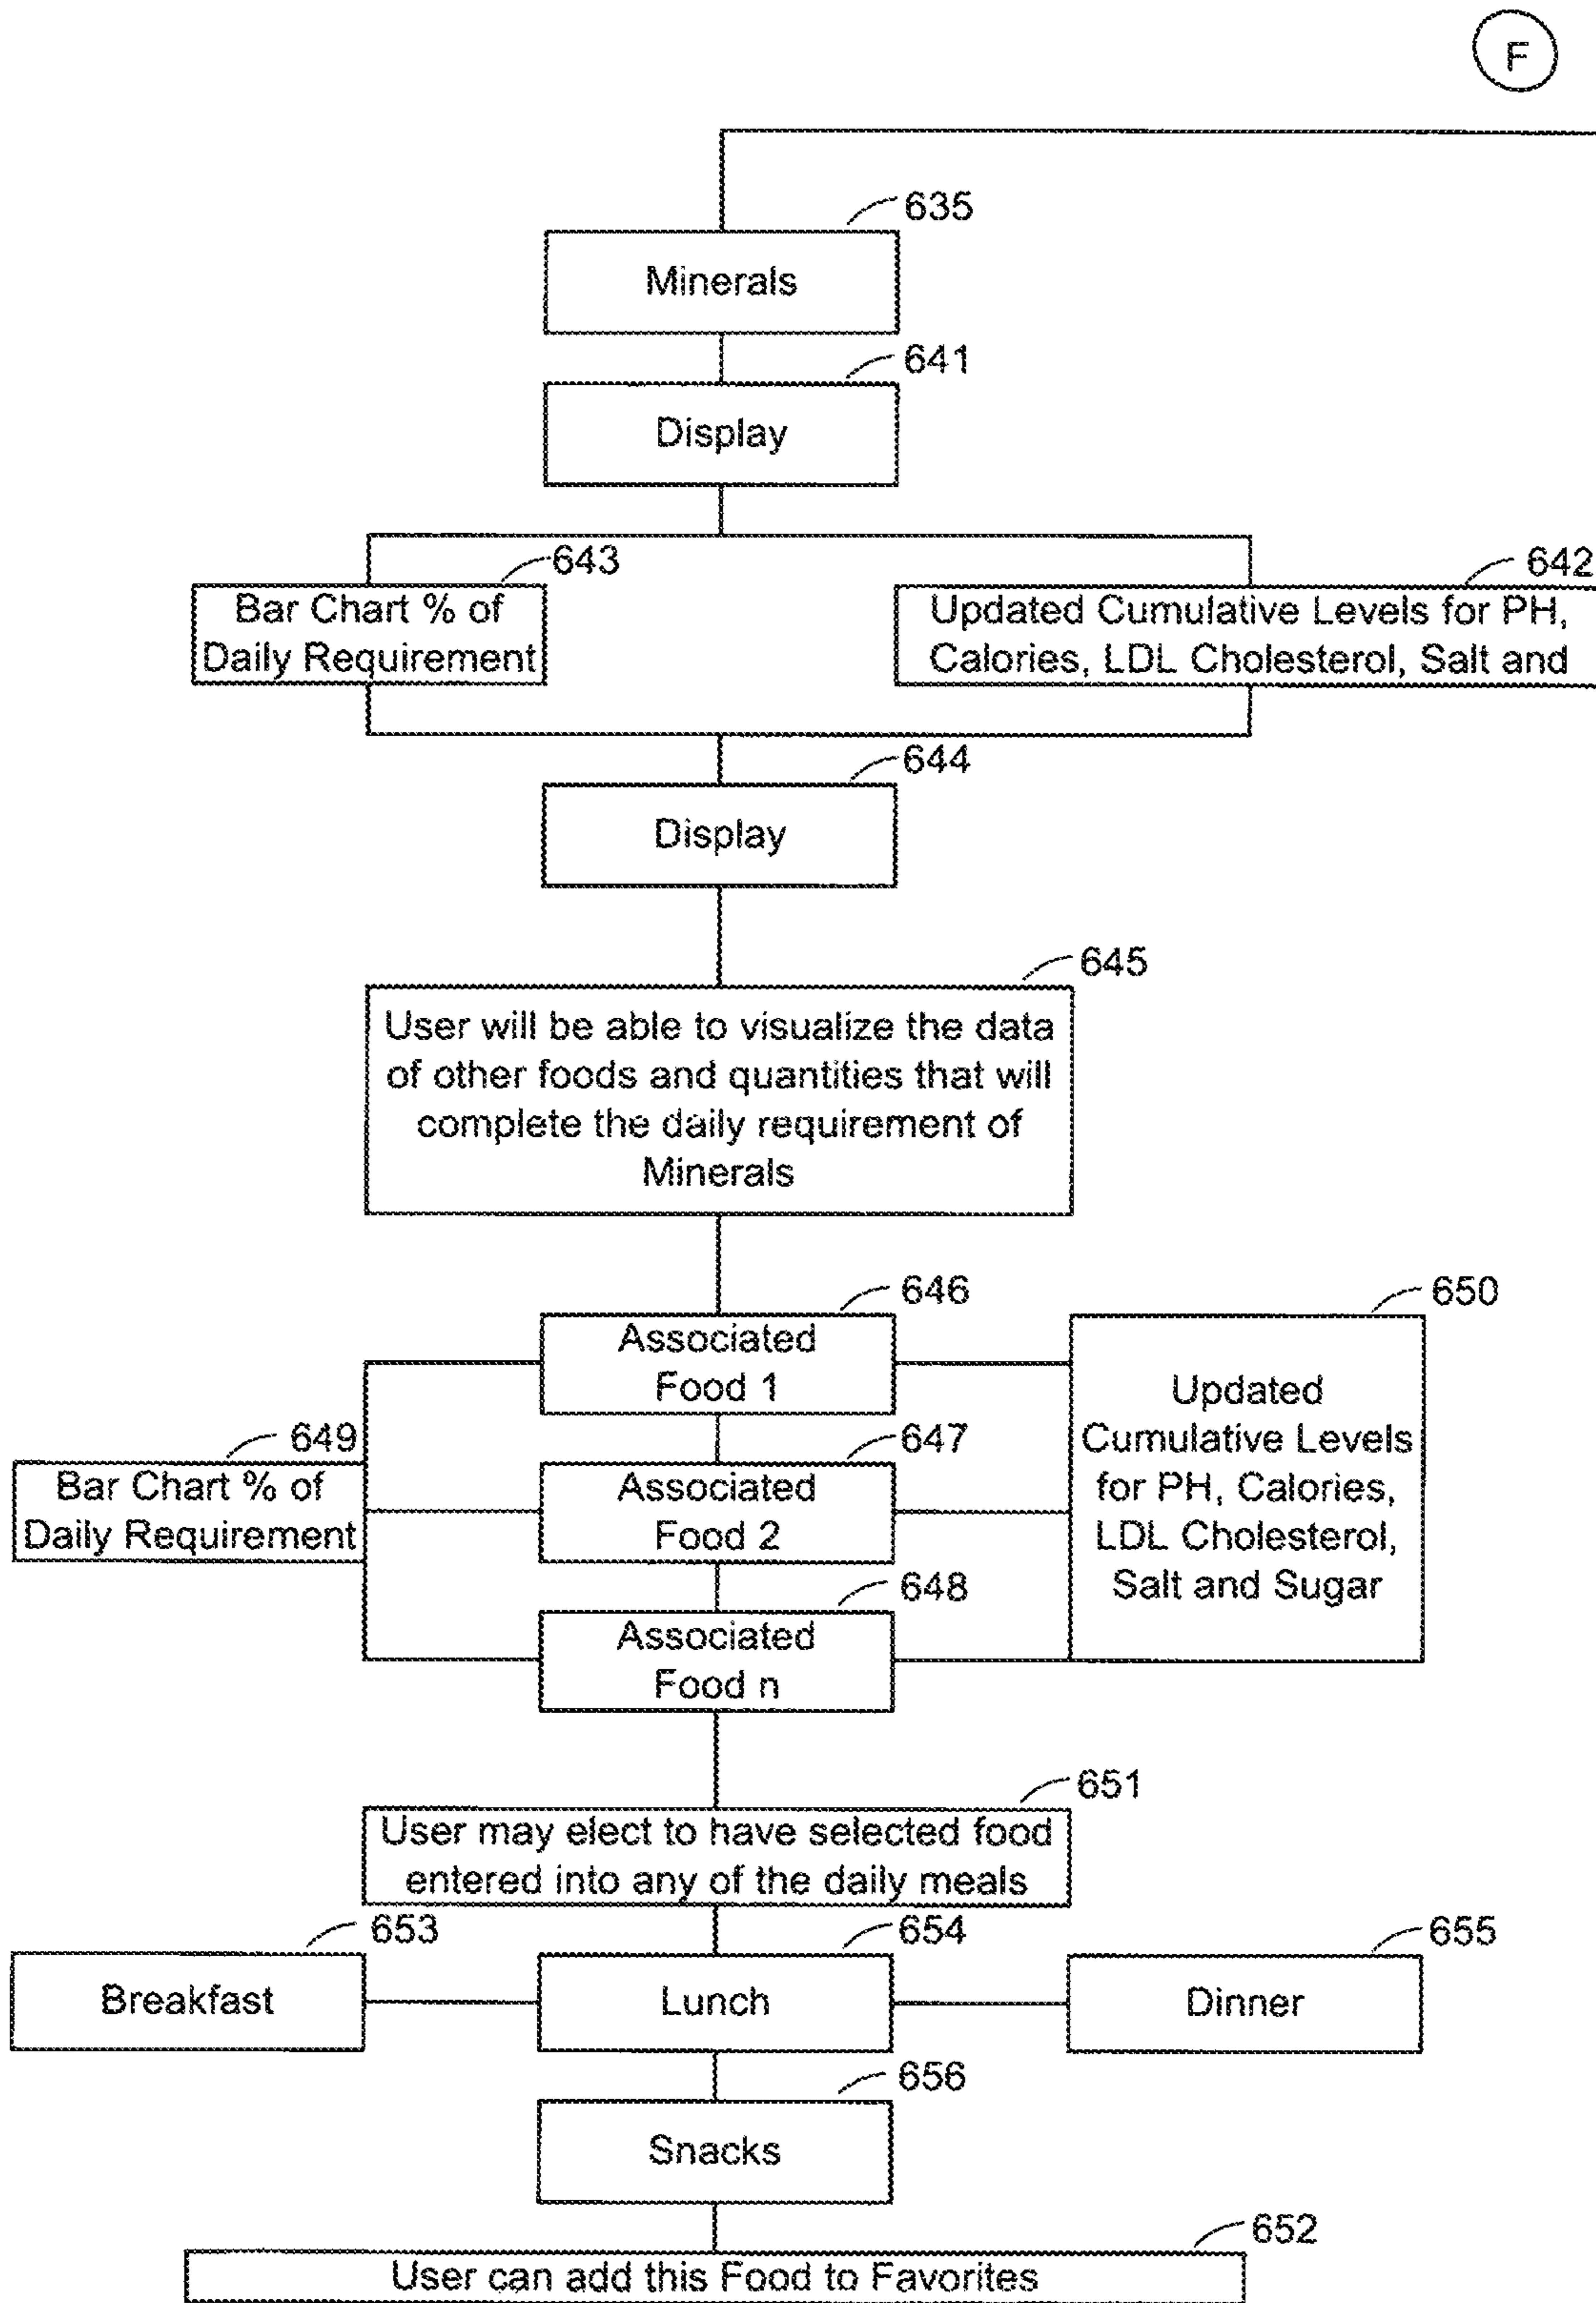 F
635
Minerals
641
Display
643
Bar Chart % of
Daily Requirement
642
Updated Cumulative Levels for PH,
Calories, LDL Cholesterol, Salt and
644
Display
645
User will be able to visualize the data
of other foods and quantities that will
complete the daily requirement of
Minerals
646
Associated
Food 1
650
Updated
Cumulative Levels
for PH, Calories,
LDL Cholesterol,
Salt and Sugar
649
Bar Chart % of
Daily Requirement
647
Associated
Food 2
648
Associated
Food n
651
User may elect to have selected food
entered into any of the daily meals
653
Breakfast
654
Lunch
655
Dinner
656
Snacks
652
User can add this Food to Favorites